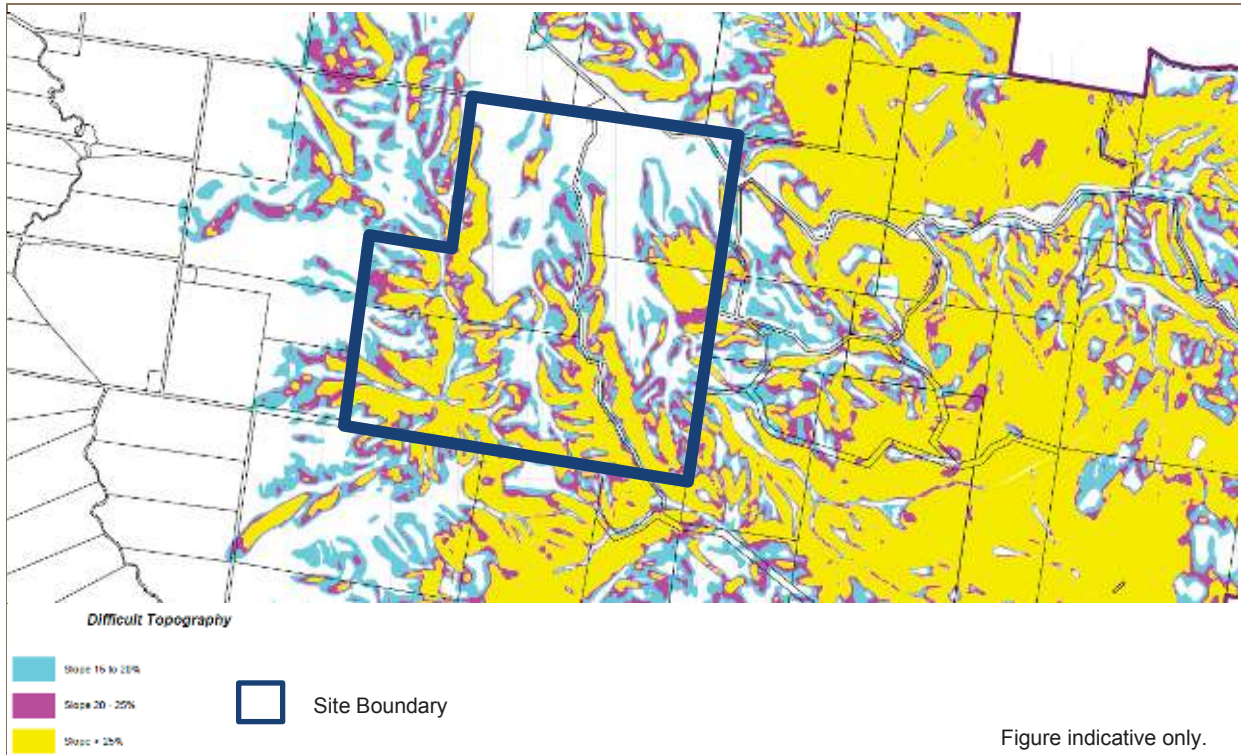 Difficult Topography
Slope 15 to 20%
Slope 20 - 25%
Slope + 25%
Site Boundary
Figure indicative only.